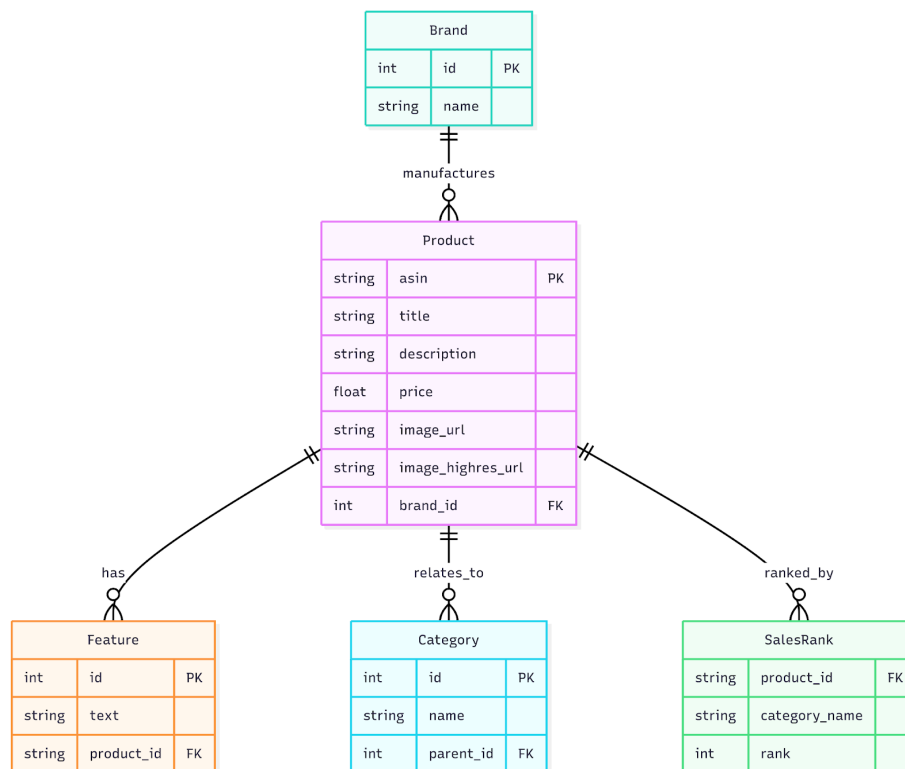 Brand
int id PK
string name
manufactures
Product
string asin PK
string title
string description
float price
string image_url
string image_highres_url
int brand_id FK
has relates_to ranked_by
Feature Category SalesRank
int id PK int id PK string product_id FK
string text string name string category_name
string product_id FK int parent_id FK int rank